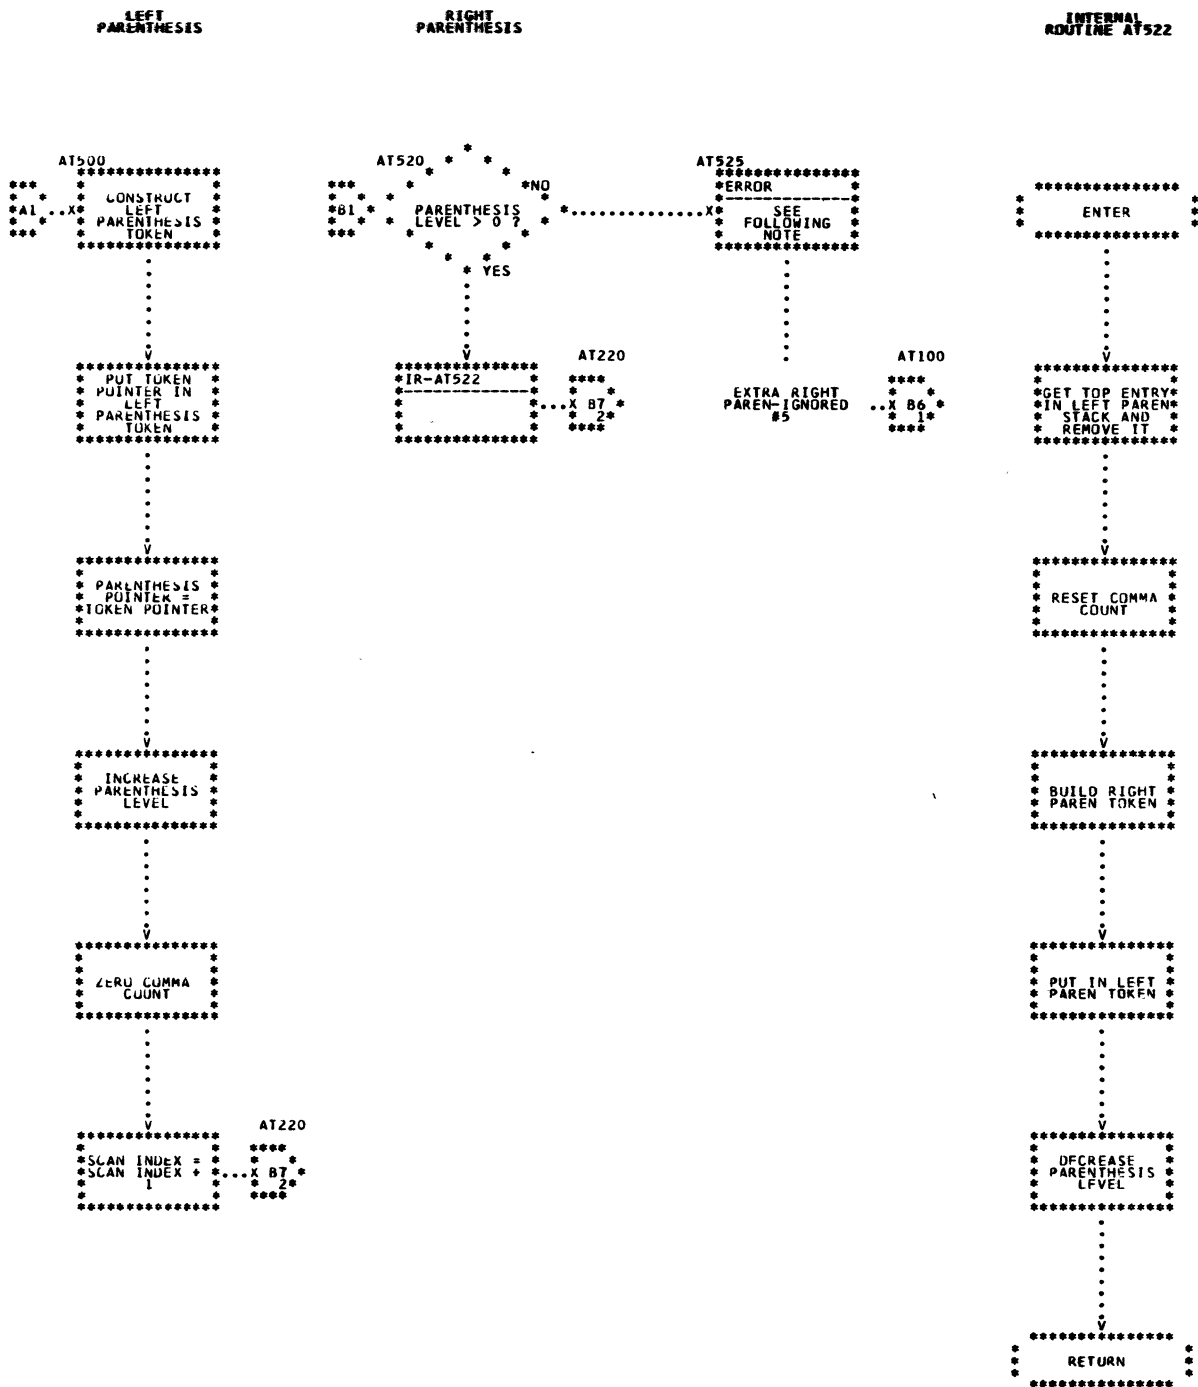 LEFT
PARENTHESIS
RIGHT
PARENTHESIS
INTERNAL
ROUTINE AT522
AT500
A1
CONSTRUCT
LEFT
PARENTHESIS
TOKEN
PUT TOKEN
POINTER IN
LEFT
PARENTHESIS
TOKEN
PARENTHESIS
POINTER =
TOKEN POINTER
INCREASE
PARENTHESIS
LEVEL
ZERO COMMA
COUNT
SCAN INDEX =
SCAN INDEX +
1
AT220
B7
2
AT520
B1
PARENTHESIS
LEVEL > 0 ?
NO
YES
IR-AT522
AT220
B7
2
AT525
ERROR
SEE
FOLLOWING
NOTE
EXTRA RIGHT
PAREN-IGNORED
#5
AT100
B6
1
ENTER
GET TOP ENTRY
IN LEFT PAREN
STACK AND
REMOVE IT
RESET COMMA
COUNT
BUILD RIGHT
PAREN TOKEN
PUT IN LEFT
PAREN TOKEN
DECREASE
PARENTHESIS
LEVEL
RETURN